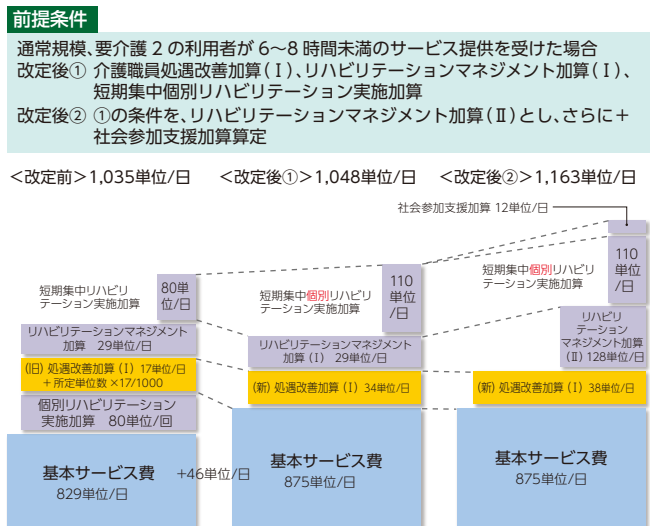 前提条件
通常規模、要介護2の利用者が6〜8時間未満のサービス提供を受けた場合
改定後① 介護職員処遇改善加算(Ⅰ)、リハビリテーションマネジメント加算(Ⅰ)、
短期集中個別リハビリテーション実施加算
改定後② ①の条件を、リハビリテーションマネジメント加算(Ⅱ)とし、さらに＋
社会参加支援加算算定
<改定前>1,035単位/日
<改定後①>1,048単位/日
<改定後②>1,163単位/日
社会参加支援加算 12単位/日
短期集中リハビリ
テーション実施加算
80単
位/日
リハビリテーションマネジメント
加算 29単位/日
(旧) 処遇改善加算(Ⅰ) 17単位/日
＋所定単位数×17/1000
個別リハビリテーション
実施加算 80単位/回
基本サービス費
829単位/日
+46単位/日
短期集中個別リハビリ
テーション実施加算
110
単位
/日
リハビリテーションマネジメント
加算(Ⅰ) 29単位/日
(新) 処遇改善加算(Ⅰ) 34単位/日
基本サービス費
875単位/日
短期集中個別リハビリ
テーション実施加算
110
単位
/日
リハビリ
テーション
マネジメント加算
(Ⅱ) 128単位/日
(新) 処遇改善加算(Ⅰ) 38単位/日
基本サービス費
875単位/日